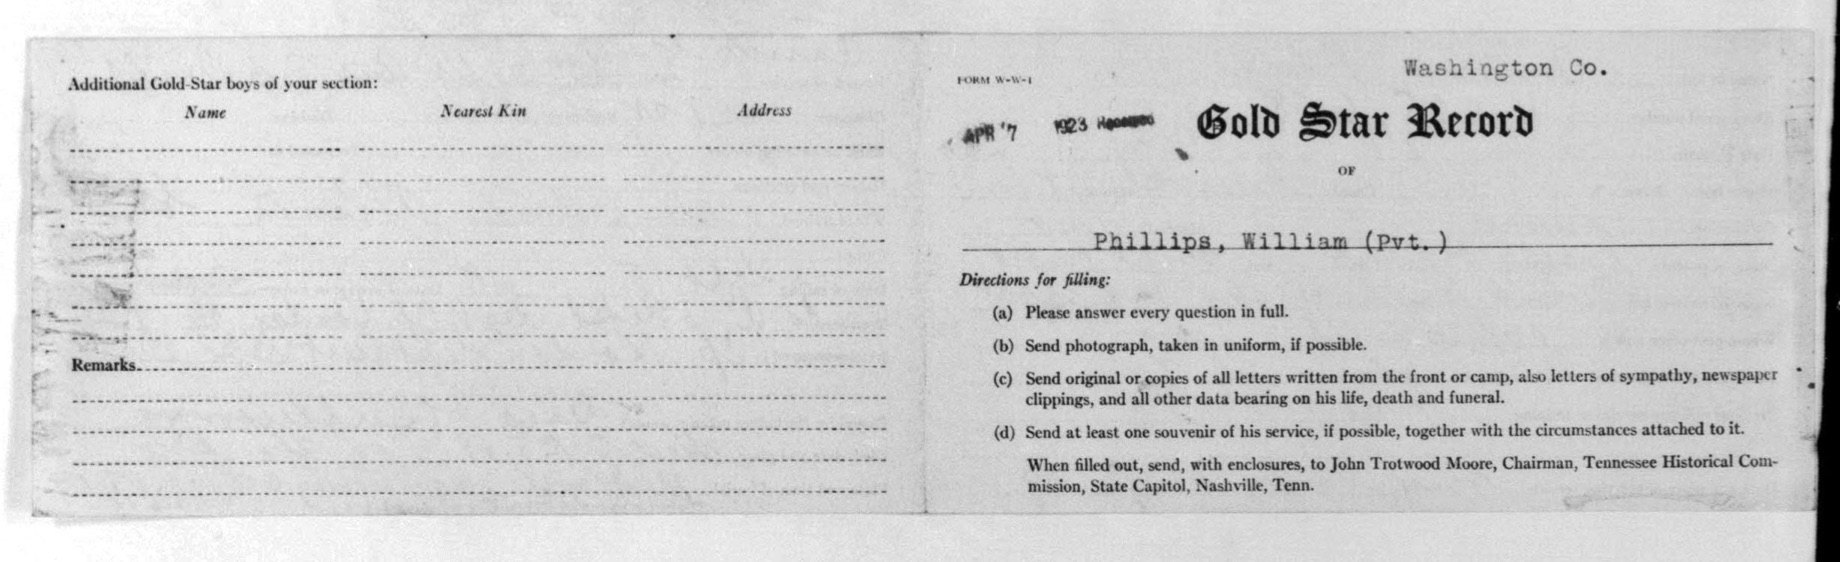 Additional Gold-Star boys of your section:
Name Nearest Kin Address
Remarks
FORM W-W-1
Washington Co.
APR '7 1923 Received
Gold Star Record
OF
Phillips, William (Pvt.)
Directions for filling:
(a) Please answer every question in full.
(b) Send photograph, taken in uniform, if possible.
(c) Send original or copies of all letters written from the front or camp, also letters of sympathy, newspaper
clippings, and all other data bearing on his life, death and funeral.
(d) Send at least one souvenir of his service, if possible, together with the circumstances attached to it.
When filled out, send, with enclosures, to John Trotwood Moore, Chairman, Tennessee Historical Com-
mission, State Capitol, Nashville, Tenn.